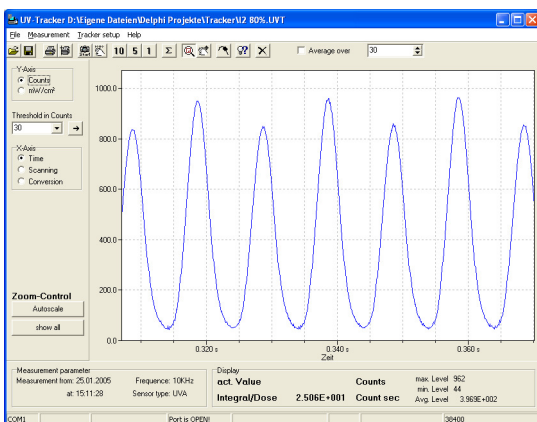 UV-Tracker D:\Eigene Dateien\Delphi Projekte\Tracker\I2 80%.UVT
File Measurement Tracker setup Help
Start 10 5 1 Σ Average over 30
Y-Axis
Counts
mW/cm²
Threshold in Counts
30
X-Axis
Time
Scanning
Conversion
Zoom-Control
Autoscale
show all
1000.0
800.0
600.0
400.0
200.0
0.0
0.320 s 0.340 s 0.360 s
Zeit
Measurement parameter
Measurement from: 25.01.2005 Frequence: 10KHz
at: 15:11:28 Sensor type: UVA
Display
act. Value Counts
Integral/Dose 2.506E+001 Count sec
max. Level 962
min. Level 44
Avg. Level 3.969E+002
COM1 Port is OPEN! 38400